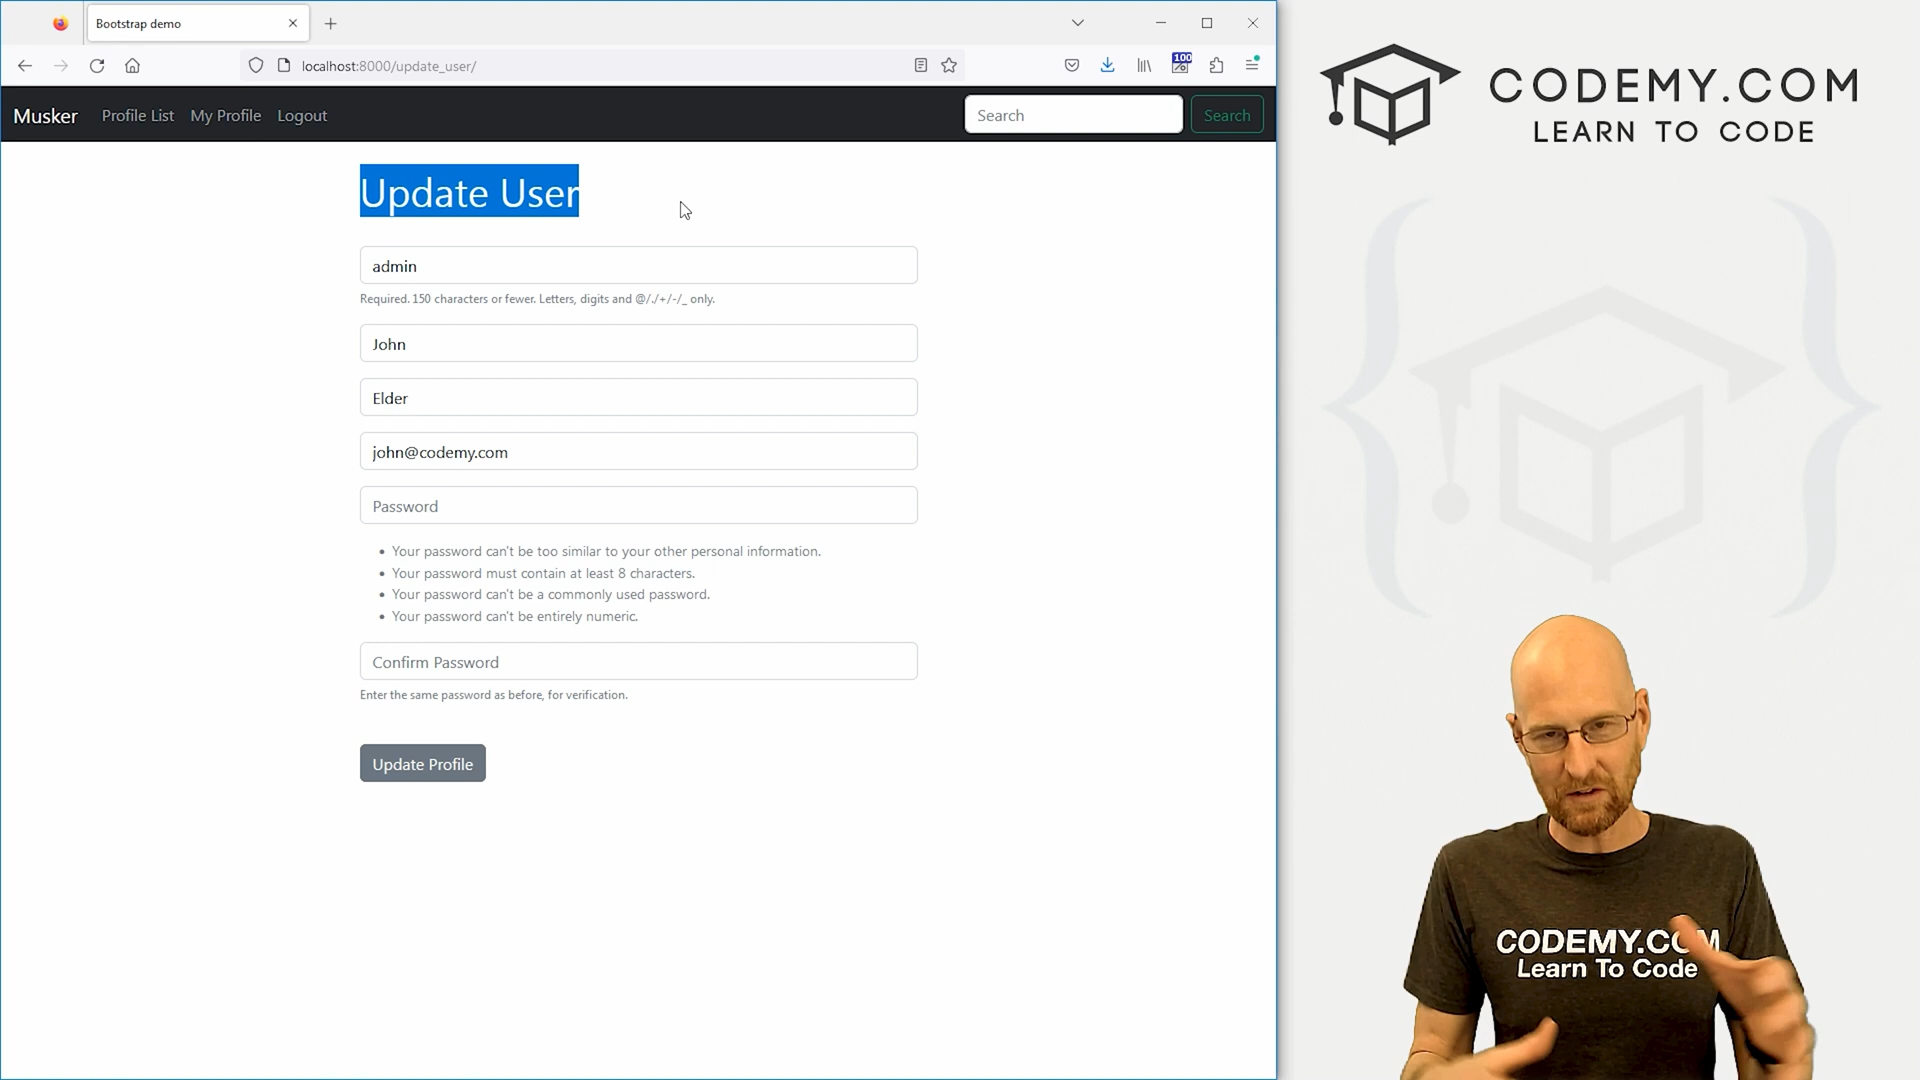 Bootstrap demo
localhost:8000/update_user/
100
Musker Profile List My Profile Logout Search Search
Update User
admin
Required. 150 characters or fewer. Letters, digits and @/./+/-/_ only.
John
Elder
john@codemy.com
Password
Your password can't be too similar to your other personal information.
Your password must contain at least 8 characters.
Your password can't be a commonly used password.
Your password can't be entirely numeric.
Confirm Password
Enter the same password as before, for verification.
Update Profile
CODEMY.COM
LEARN TO CODE
CODEMY.COM
Learn To Code